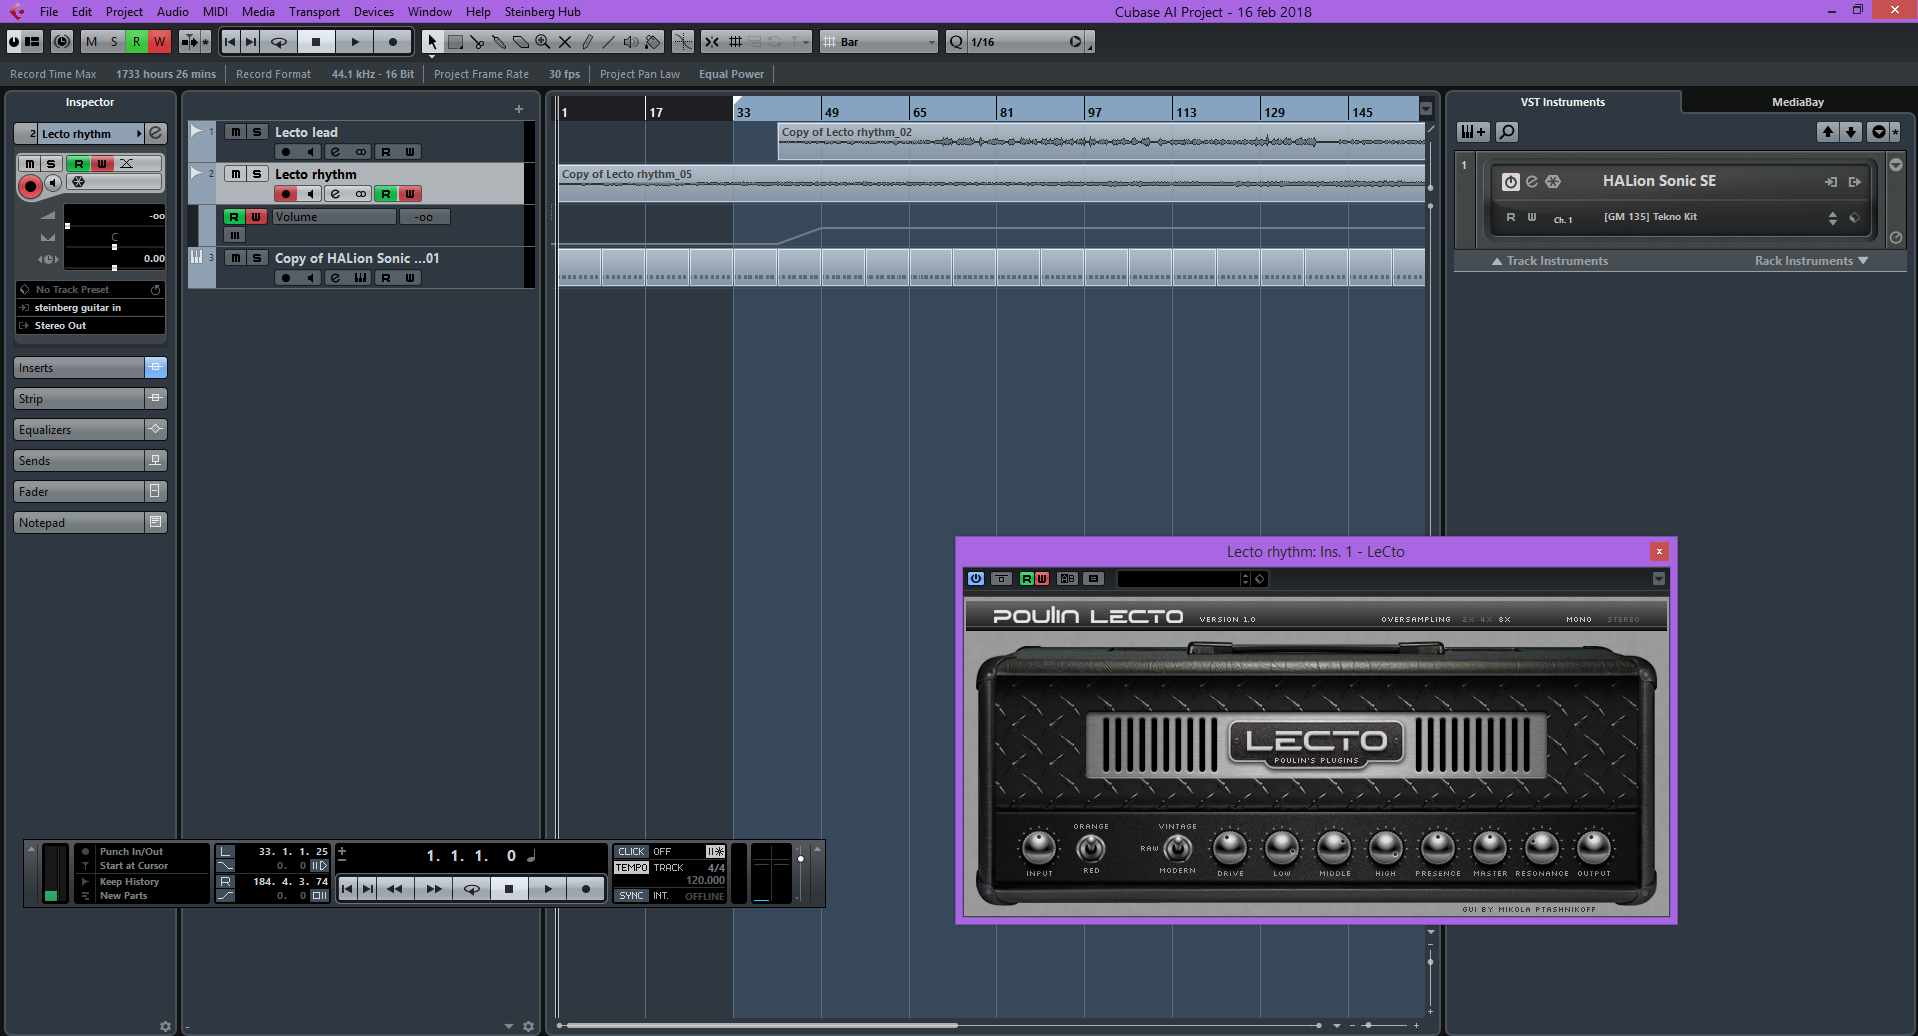 File Edit Project Audio MIDI Media Transport Devices Window Help Steinberg Hub
Cubase AI Project - 16 feb 2018
M S R W
Bar
Q 1/16
Record Time Max 1733 hours 26 mins Record Format 44.1 kHz - 16 Bit Project Frame Rate 30 fps Project Pan Law Equal Power
Inspector
2 Lecto rhythm
m S R W
-oo
C
0.00
No Track Preset
steinberg guitar in
Stereo Out
Inserts
Strip
Equalizers
Sends
Fader
Notepad
1 m S Lecto lead
R W
2 m S Lecto rhythm
R W
R W Volume -oo
3 m S Copy of HALion Sonic ...01
R W
1 17 33 49 65 81 97 113 129 145
Copy of Lecto rhythm_02
Copy of Lecto rhythm_05
VST Instruments MediaBay
1
HALion Sonic SE
R W Ch. 1 [GM 135] Tekno Kit
Track Instruments Rack Instruments
Lecto rhythm: Ins. 1 - LeCto
R W
POULIN LECTO VERSION 1.0 OVERSAMPLING 2X 4X 8X MONO STEREO
LECTO
POULIN'S PLUGINS
ORANGE VINTAGE
RAW
INPUT RED MODERN DRIVE LOW MIDDLE HIGH PRESENCE MASTER RESONANCE OUTPUT
GUI BY MIKOLA PTASHNIKOFF
Punch In/Out
Start at Cursor
Keep History
New Parts
L 33. 1. 1. 25
0. 0
R 184. 4. 3. 74
0. 0
1. 1. 1. 0
CLICK OFF
TEMPO TRACK 4/4
120.000
SYNC INT. OFFLINE